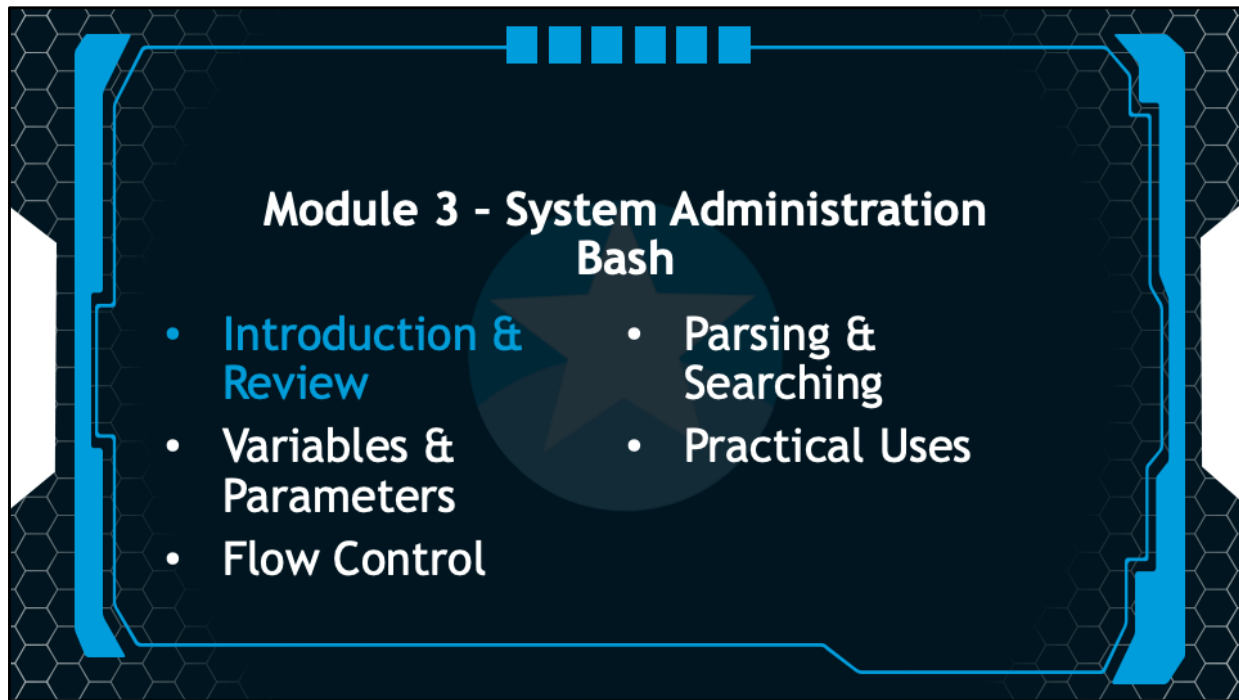 Module 3 - System Administration
Bash
• Introduction &
Review
• Variables &
Parameters
• Flow Control
• Parsing &
Searching
• Practical Uses